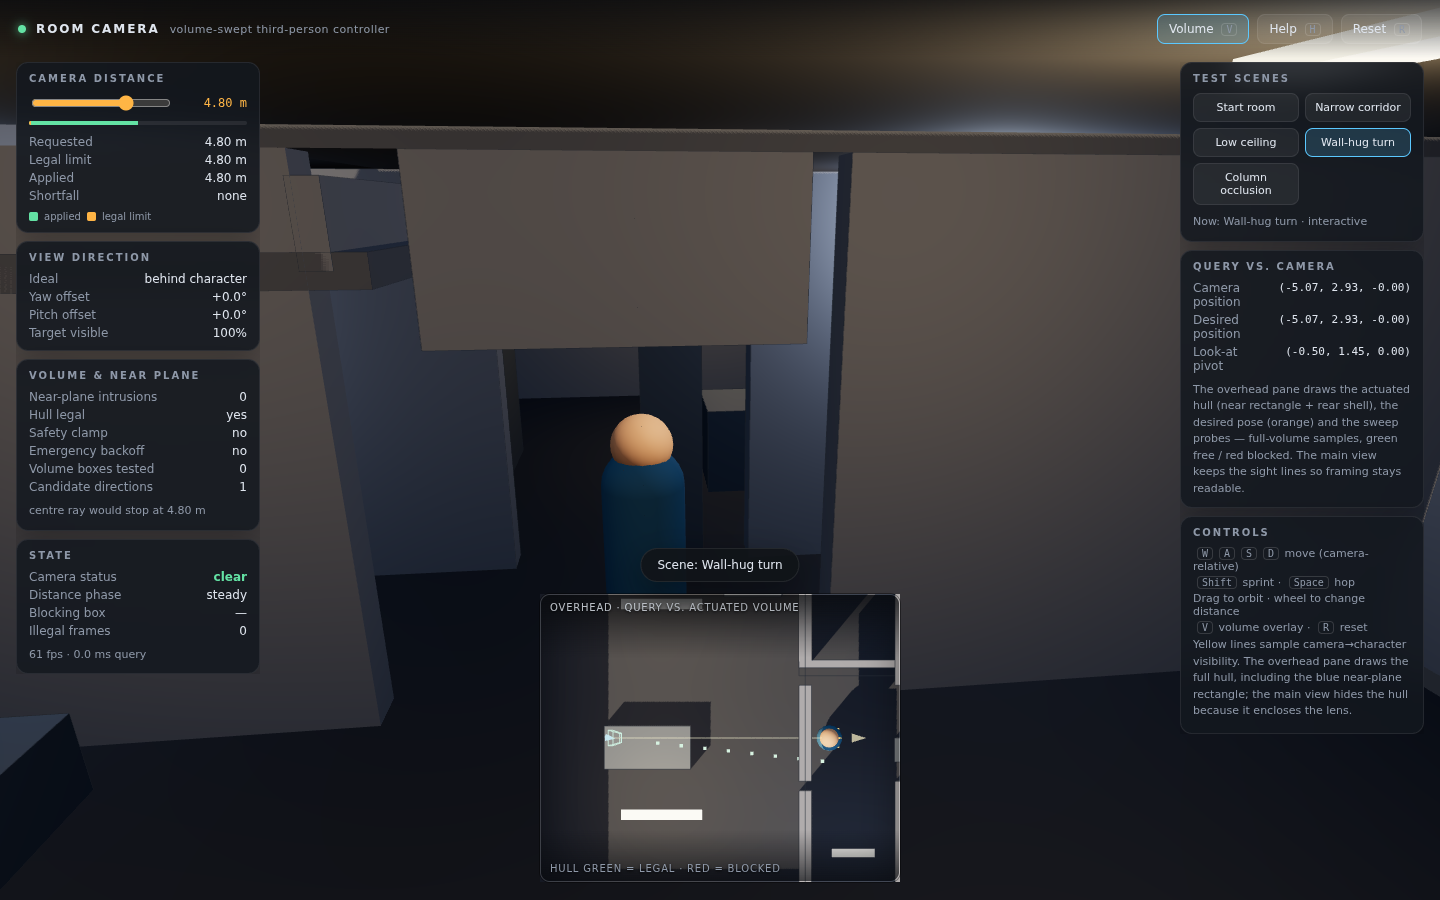 ROOM CAMERA volume-swept third-person controller
Volume V Help H Reset R
CAMERA DISTANCE
4.80 m
Requested 4.80 m
Legal limit 4.80 m
Applied 4.80 m
Shortfall none
applied legal limit
VIEW DIRECTION
Ideal behind character
Yaw offset +0.0°
Pitch offset +0.0°
Target visible 100%
VOLUME & NEAR PLANE
Near-plane intrusions 0
Hull legal yes
Safety clamp no
Emergency backoff no
Volume boxes tested 0
Candidate directions 1
centre ray would stop at 4.80 m
STATE
Camera status clear
Distance phase steady
Blocking box —
Illegal frames 0
61 fps · 0.0 ms query
Scene: Wall-hug turn
OVERHEAD · QUERY VS. ACTUATED VOLUME
HULL GREEN = LEGAL · RED = BLOCKED
TEST SCENES
Start room Narrow corridor
Low ceiling Wall-hug turn
Column
occlusion
Now: Wall-hug turn · interactive
QUERY VS. CAMERA
Camera (-5.07, 2.93, -0.00)
position
Desired (-5.07, 2.93, -0.00)
position
Look-at (-0.50, 1.45, 0.00)
pivot
The overhead pane draws the actuated
hull (near rectangle + rear shell), the
desired pose (orange) and the sweep
probes — full-volume samples, green
free / red blocked. The main view
keeps the sight lines so framing stays
readable.
CONTROLS
W A S D move (camera-
relative)
Shift sprint · Space hop
Drag to orbit · wheel to change
distance
V volume overlay · R reset
Yellow lines sample camera→character
visibility. The overhead pane draws the
full hull, including the blue near-plane
rectangle; the main view hides the hull
because it encloses the lens.